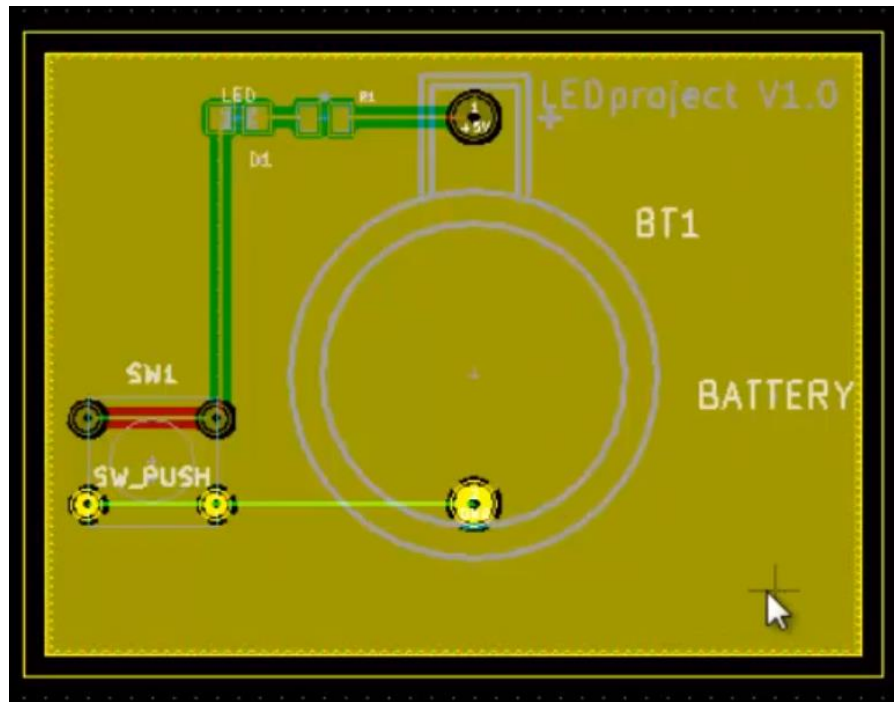 LEDproject V1.0
LED
R1
1
+5V
D1
BT1
SW1
BATTERY
SW_PUSH